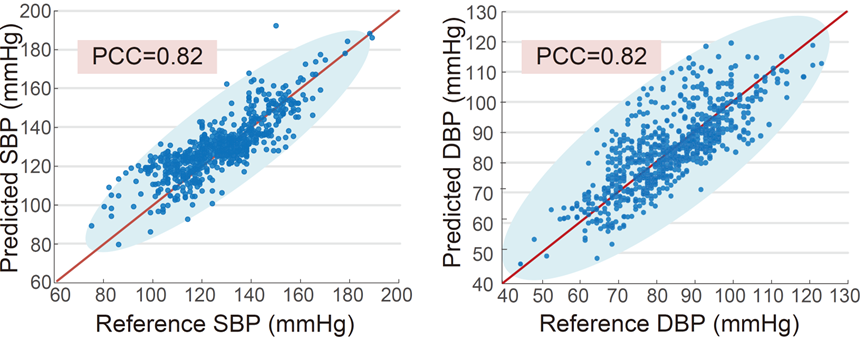 PCC=0.82
Predicted SBP (mmHg)
200
180
160
140
120
100
80
60
60 80 100 120 140 160 180 200
Reference SBP (mmHg)
PCC=0.82
Predicted DBP (mmHg)
130
120
110
100
90
80
70
60
50
40
40 50 60 70 80 90 100 110 120 130
Reference DBP (mmHg)